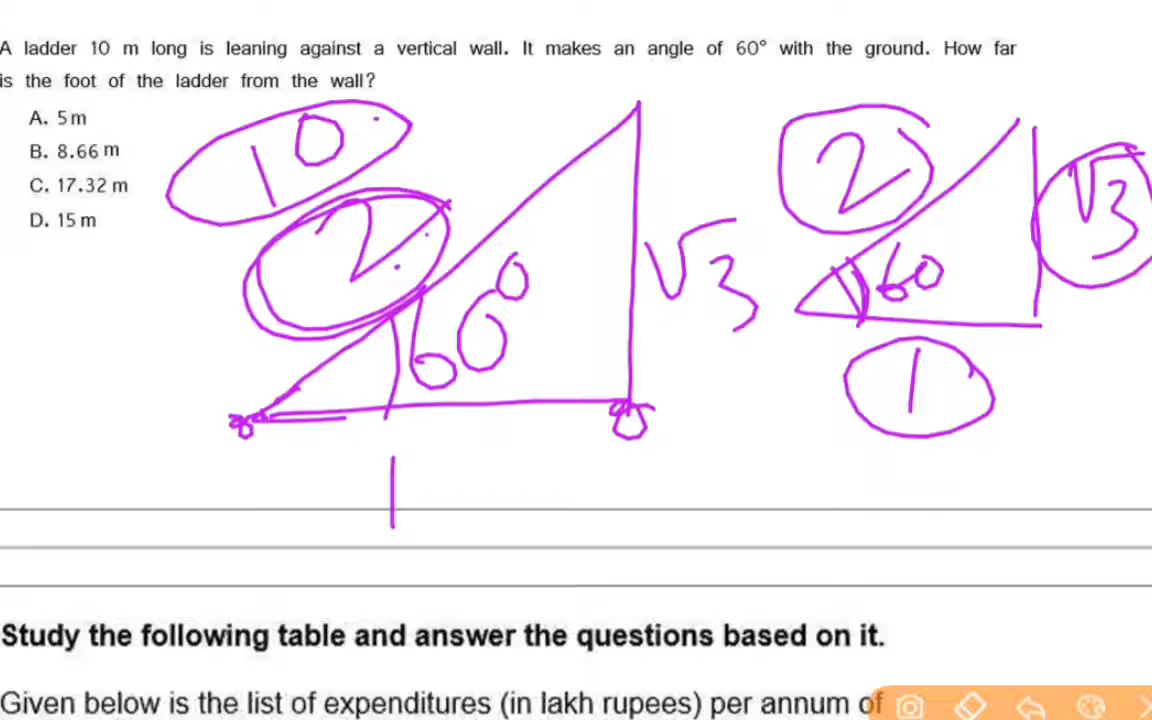 A ladder 10 m long is leaning against a vertical wall. It makes an angle of 60° with the ground. How far
is the foot of the ladder from the wall?
A. 5 m
B. 8.66 m
C. 17.32 m
D. 15 m
10
2
60°
√3
1
2
60
√3
1
Study the following table and answer the questions based on it.
Given below is the list of expenditures (in lakh rupees) per annum of